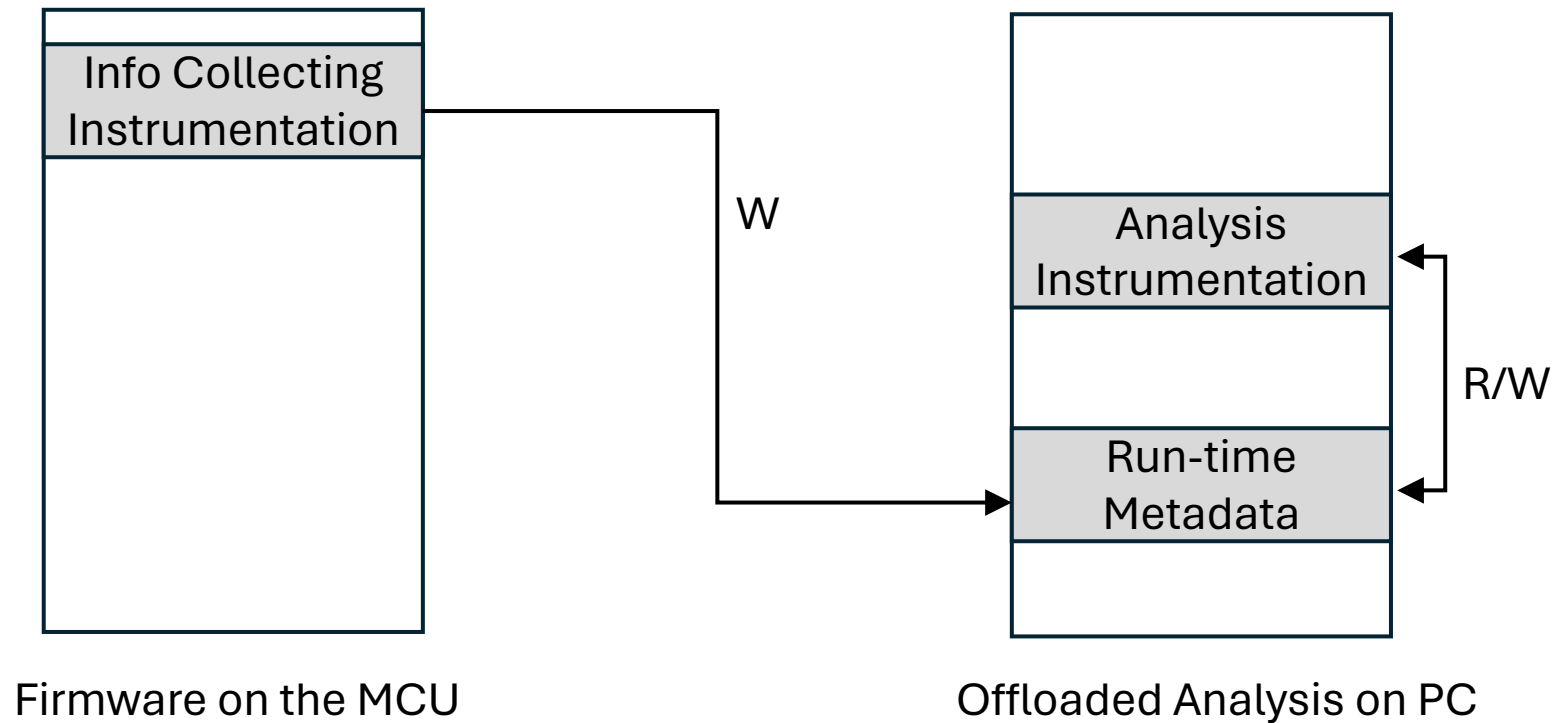 Info Collecting
Instrumentation
W
Analysis
Instrumentation
R/W
Run-time
Metadata
Firmware on the MCU
Offloaded Analysis on PC